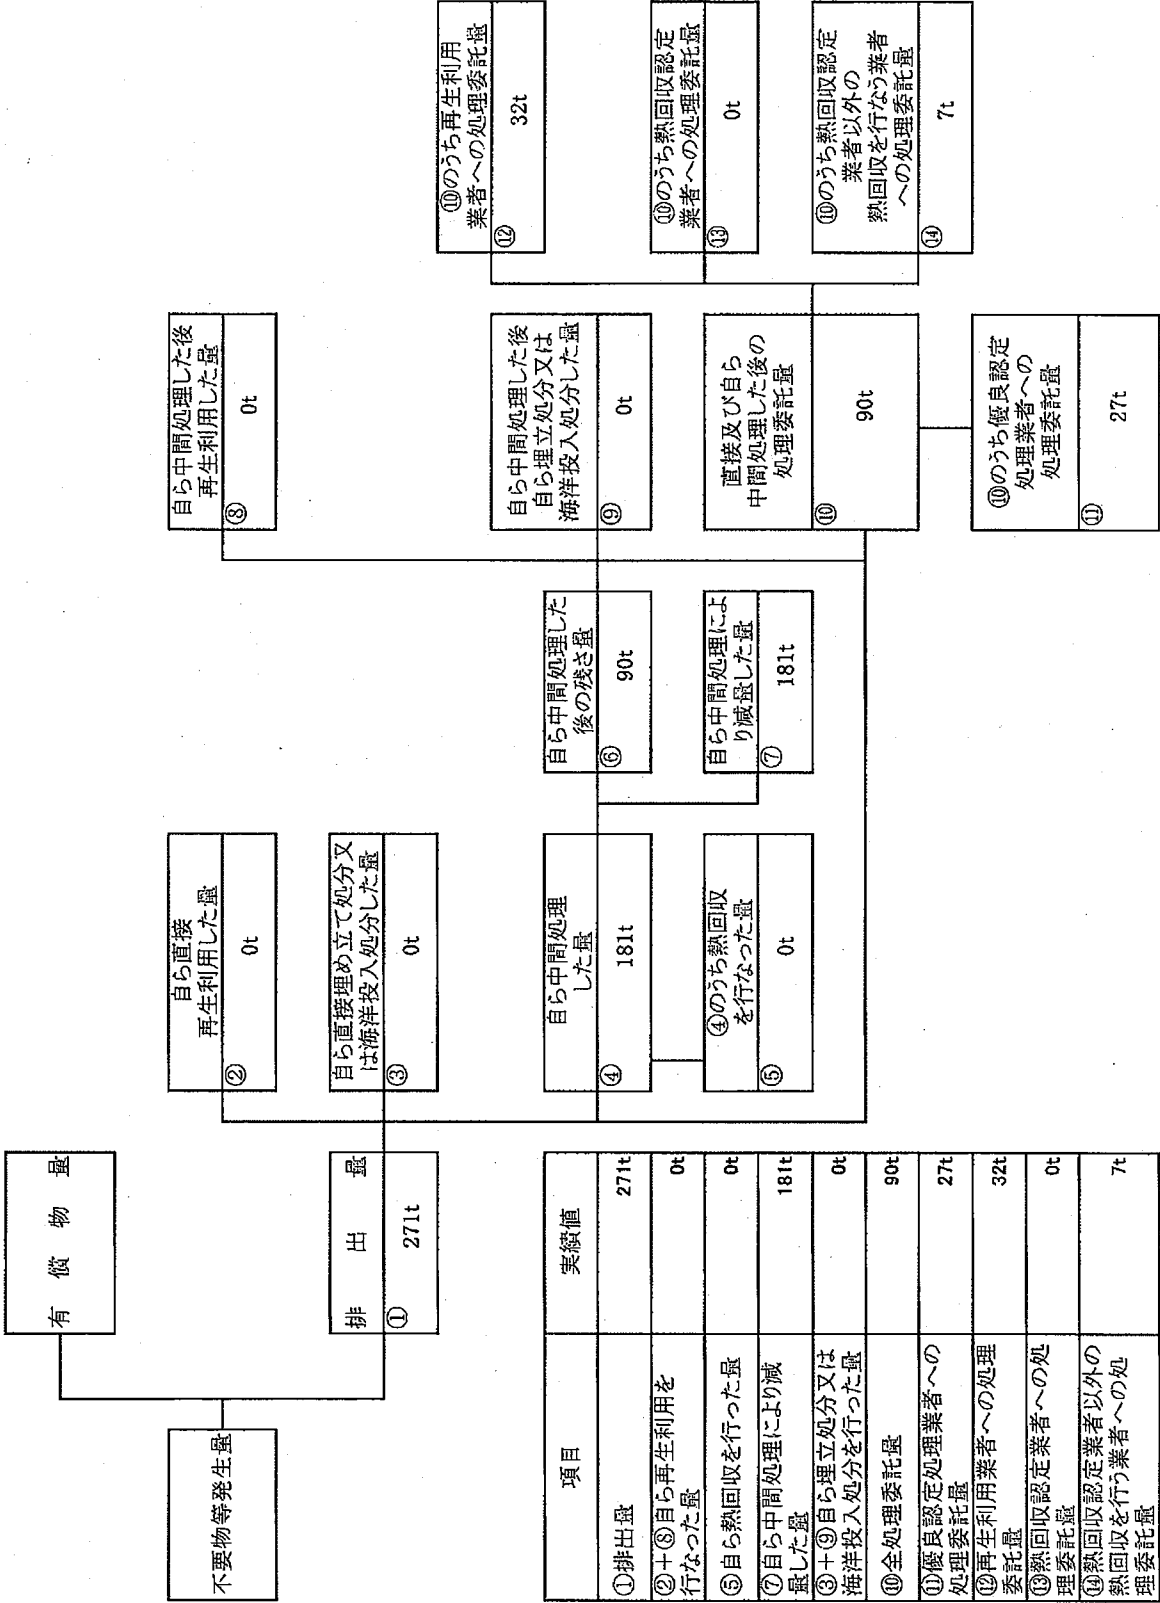 不要物等発生量
有償物量
排出量
①
271t
自ら直接
再生利用した量
②
0t
自ら直接埋め立て処分又
は海洋投入処分した量
③
0t
自ら中間処理
した量
④
181t
④のうち熱回収
を行なった量
⑤
0t
自ら中間処理した
後の残さ量
⑥
90t
自ら中間処理によ
り減量した量
⑦
181t
自ら中間処理した後
再生利用した量
⑧
0t
自ら中間処理した後
自ら埋立処分又は
海洋投入処分した量
⑨
0t
直接及び自ら
中間処理した後の
処理委託量
⑩
90t
⑩のうち優良認定
処理業者への
処理委託量
⑪
27t
⑩のうち再生利用
業者への処理委託量
⑫
32t
⑩のうち熱回収認定
業者への処理委託量
⑬
0t
⑩のうち熱回収認定
業者以外の
熱回収を行なう業者
への処理委託量
⑭
7t
項目 実績値
①排出量 271t
②+⑧自ら再生利用を 0t
行なった量
⑤自ら熱回収を行った量 0t
⑦自ら中間処理により減 181t
量した量
③+⑨自ら埋立処分又は 0t
海洋投入処分を行った量
⑩全処理委託量 90t
⑪優良認定処理業者への 27t
処理委託量
⑫再生利用業者への処理 32t
委託量
⑬熱回収認定業者への処 0t
理委託量
⑭熱回収認定業者以外の 7t
熱回収を行う業者への処
理委託量